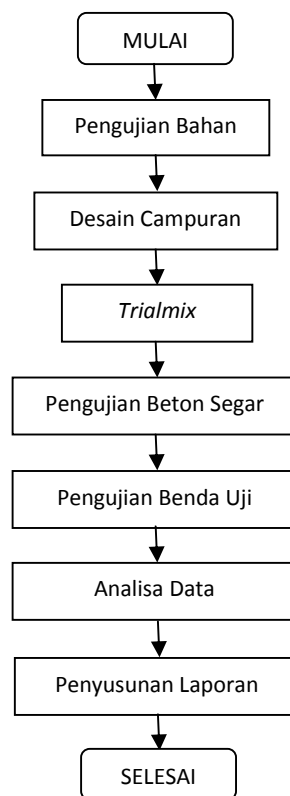 MULAI
Pengujian Bahan
Desain Campuran
Trialmix
Pengujian Beton Segar
Pengujian Benda Uji
Analisa Data
Penyusunan Laporan
SELESAI